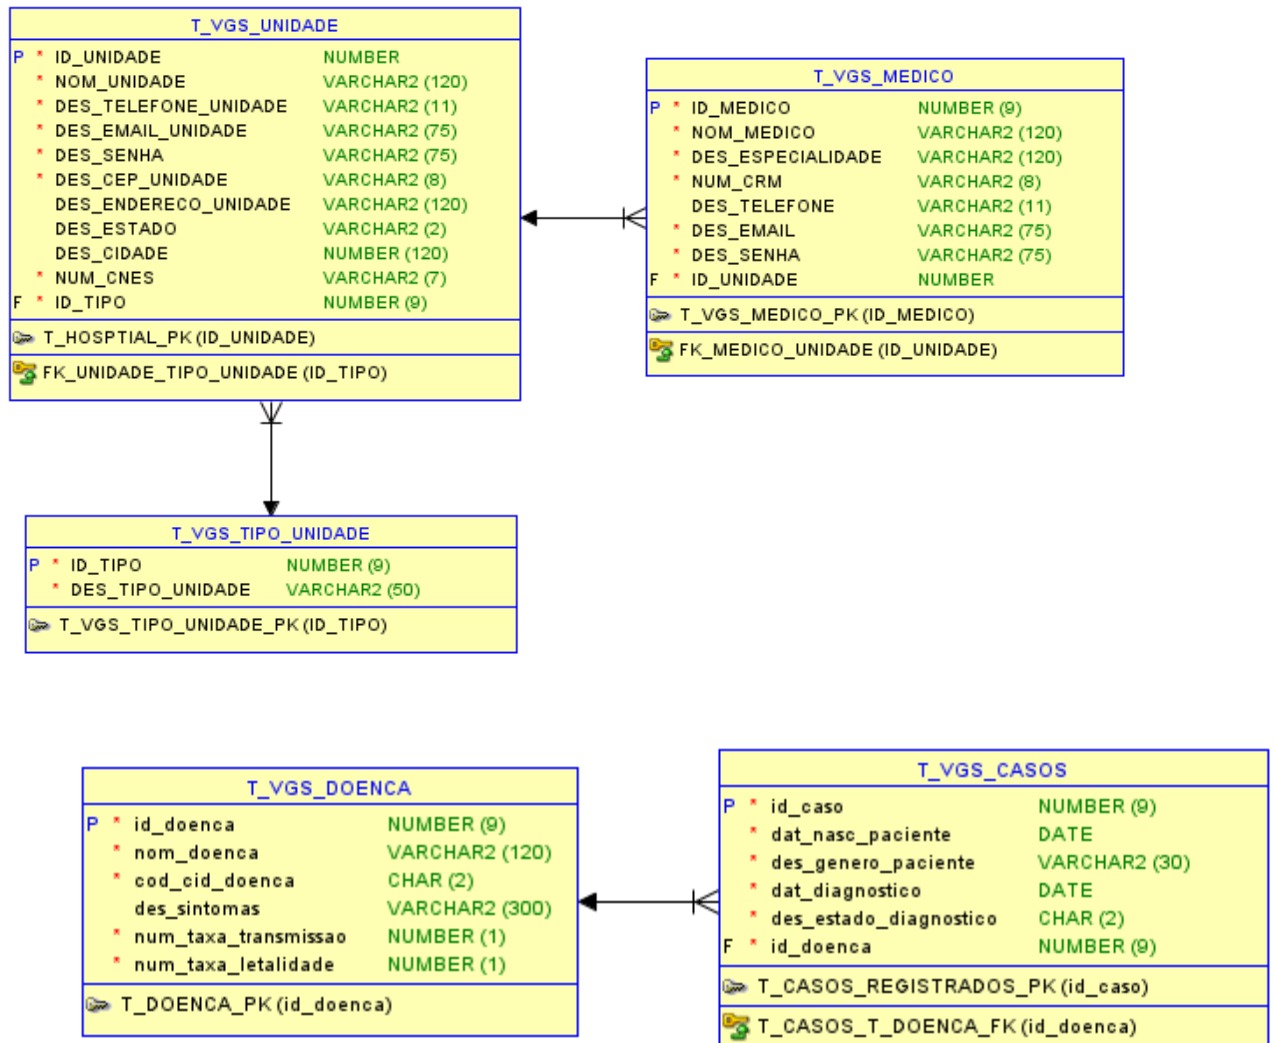 T_VGS_UNIDADE
P * ID_UNIDADE NUMBER
* NOM_UNIDADE VARCHAR2 (120)
* DES_TELEFONE_UNIDADE VARCHAR2 (11)
* DES_EMAIL_UNIDADE VARCHAR2 (75)
* DES_SENHA VARCHAR2 (75)
* DES_CEP_UNIDADE VARCHAR2 (8)
DES_ENDERECO_UNIDADE VARCHAR2 (120)
DES_ESTADO VARCHAR2 (2)
DES_CIDADE NUMBER (120)
* NUM_CNES VARCHAR2 (7)
F * ID_TIPO NUMBER (9)
T_HOSPTIAL_PK (ID_UNIDADE)
FK_UNIDADE_TIPO_UNIDADE (ID_TIPO)
T_VGS_MEDICO
P * ID_MEDICO NUMBER (9)
* NOM_MEDICO VARCHAR2 (120)
* DES_ESPECIALIDADE VARCHAR2 (120)
* NUM_CRM VARCHAR2 (8)
DES_TELEFONE VARCHAR2 (11)
* DES_EMAIL VARCHAR2 (75)
* DES_SENHA VARCHAR2 (75)
F * ID_UNIDADE NUMBER
T_VGS_MEDICO_PK (ID_MEDICO)
FK_MEDICO_UNIDADE (ID_UNIDADE)
T_VGS_TIPO_UNIDADE
P * ID_TIPO NUMBER (9)
* DES_TIPO_UNIDADE VARCHAR2 (50)
T_VGS_TIPO_UNIDADE_PK (ID_TIPO)
T_VGS_DOENCA
P * id_doenca NUMBER (9)
* nom_doenca VARCHAR2 (120)
* cod_cid_doenca CHAR (2)
des_sintomas VARCHAR2 (300)
* num_taxa_transmissao NUMBER (1)
* num_taxa_letalidade NUMBER (1)
T_DOENCA_PK (id_doenca)
T_VGS_CASOS
P * id_caso NUMBER (9)
* dat_nasc_paciente DATE
* des_genero_paciente VARCHAR2 (30)
* dat_diagnostico DATE
* des_estado_diagnostico CHAR (2)
F * id_doenca NUMBER (9)
T_CASOS_REGISTRADOS_PK (id_caso)
T_CASOS_T_DOENCA_FK (id_doenca)